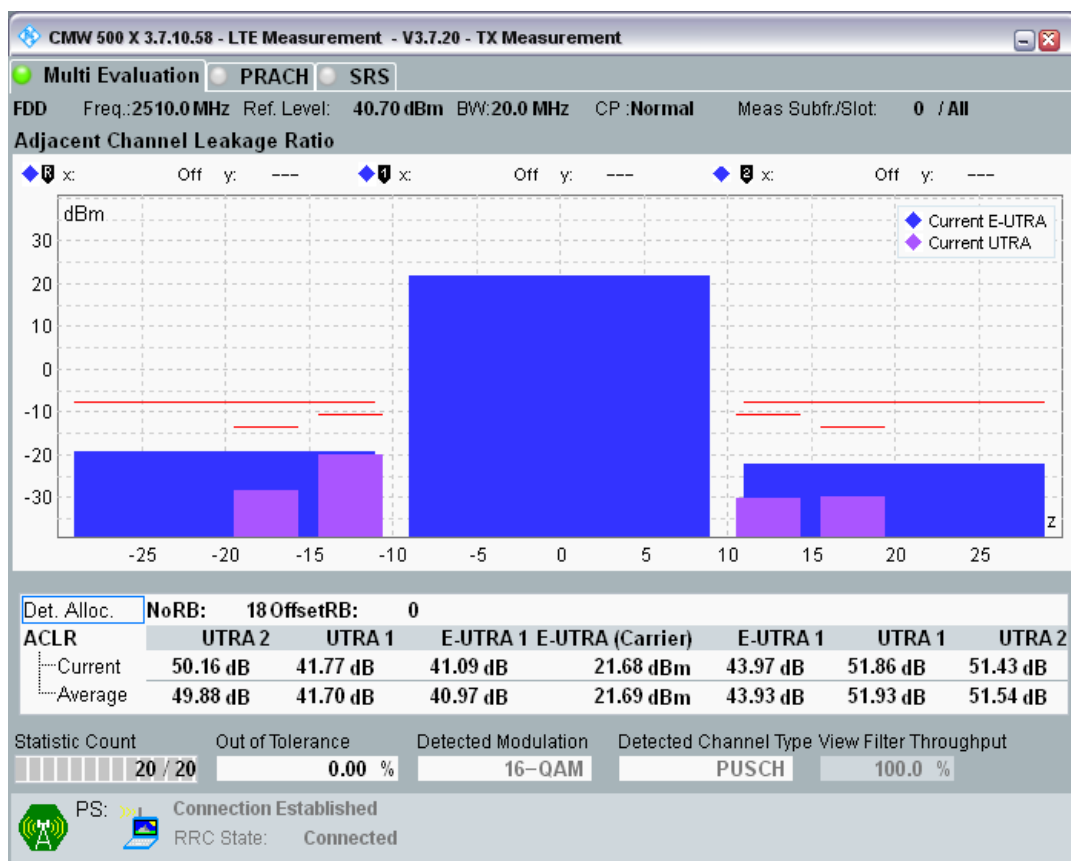 CMW 500 X 3.7.10.58 - LTE Measurement - V3.7.20 - TX Measurement
Multi Evaluation PRACH SRS
FDD Freq.:2510.0 MHz Ref. Level: 40.70 dBm BW:20.0 MHz CP :Normal Meas Subfr./Slot: 0 / All
Adjacent Channel Leakage Ratio
R x: Off y: --- 1 x: Off y: --- 2 x: Off y: ---
dBm
Current E-UTRA
Current UTRA
30
20
10
0
-10
-20
-30
z
-25 -20 -15 -10 -5 0 5 10 15 20 25
Det. Alloc. NoRB: 18 OffsetRB: 0
ACLR UTRA 2 UTRA 1 E-UTRA 1 E-UTRA (Carrier) E-UTRA 1 UTRA 1 UTRA 2
Current 50.16 dB 41.77 dB 41.09 dB 21.68 dBm 43.97 dB 51.86 dB 51.43 dB
Average 49.88 dB 41.70 dB 40.97 dB 21.69 dBm 43.93 dB 51.93 dB 51.54 dB
Statistic Count Out of Tolerance Detected Modulation Detected Channel Type View Filter Throughput
20 / 20 0.00 % 16-QAM PUSCH 100.0 %
PS: Connection Established
RRC State: Connected